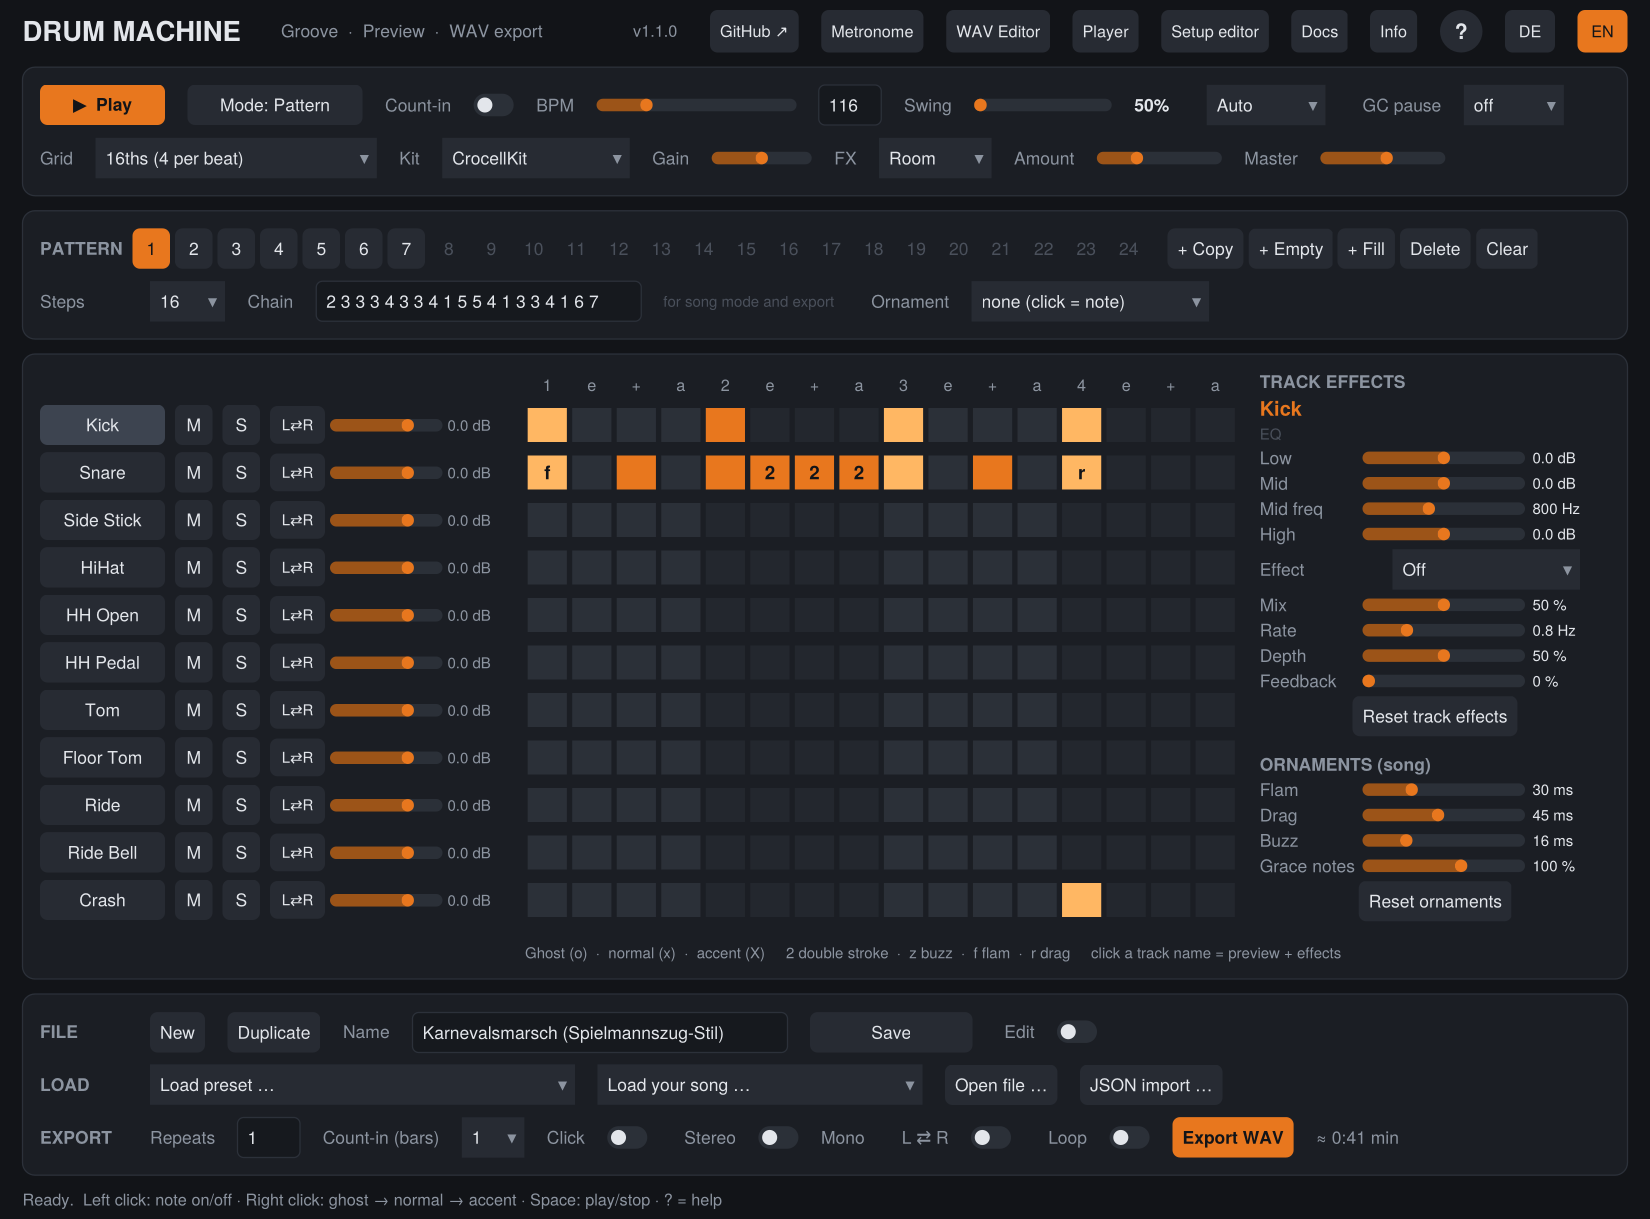 DRUM MACHINE Groove · Preview · WAV export v1.1.0 GitHub ↗ Metronome WAV Editor Player Setup editor Docs Info ? DE EN
▶ Play Mode: Pattern Count-in BPM 116 Swing 50% Auto ▼ GC pause off ▼
Grid 16ths (4 per beat) ▼ Kit CrocellKit ▼ Gain FX Room ▼ Amount Master
PATTERN 1 2 3 4 5 6 7 8 9 10 11 12 13 14 15 16 17 18 19 20 21 22 23 24 + Copy + Empty + Fill Delete Clear
Steps 16 ▼ Chain 2 3 3 3 4 3 3 4 1 5 5 4 1 3 3 4 1 6 7 for song mode and export Ornament none (click = note) ▼
1 e + a 2 e + a 3 e + a 4 e + a
Kick M S L⇄R 0.0 dB
Snare M S L⇄R 0.0 dB f 2 2 2 r
Side Stick M S L⇄R 0.0 dB
HiHat M S L⇄R 0.0 dB
HH Open M S L⇄R 0.0 dB
HH Pedal M S L⇄R 0.0 dB
Tom M S L⇄R 0.0 dB
Floor Tom M S L⇄R 0.0 dB
Ride M S L⇄R 0.0 dB
Ride Bell M S L⇄R 0.0 dB
Crash M S L⇄R 0.0 dB
Ghost (o) · normal (x) · accent (X) 2 double stroke · z buzz · f flam · r drag click a track name = preview + effects
TRACK EFFECTS
Kick
EQ
Low 0.0 dB
Mid 0.0 dB
Mid freq 800 Hz
High 0.0 dB
Effect Off ▼
Mix 50 %
Rate 0.8 Hz
Depth 50 %
Feedback 0 %
Reset track effects
ORNAMENTS (song)
Flam 30 ms
Drag 45 ms
Buzz 16 ms
Grace notes 100 %
Reset ornaments
FILE New Duplicate Name Karnevalsmarsch (Spielmannszug-Stil) Save Edit
LOAD Load preset … ▼ Load your song … ▼ Open file … JSON import …
EXPORT Repeats 1 Count-in (bars) 1 ▼ Click Stereo Mono L ⇄ R Loop Export WAV ≈ 0:41 min
Ready. Left click: note on/off · Right click: ghost → normal → accent · Space: play/stop · ? = help